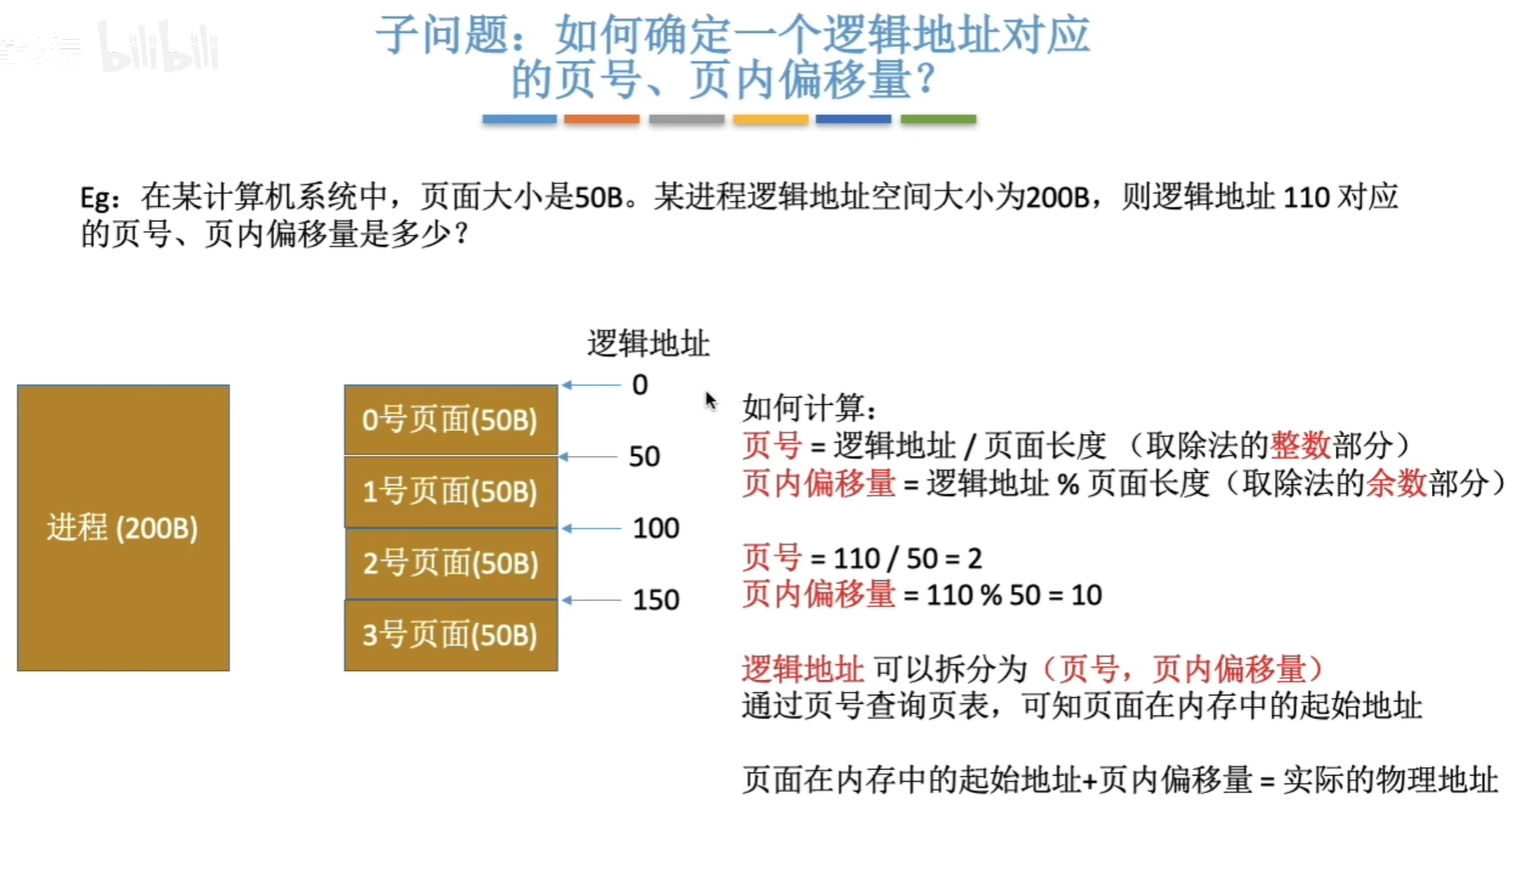 bilibili
子问题：如何确定一个逻辑地址对应
的页号、页内偏移量？
Eg：在某计算机系统中，页面大小是50B。某进程逻辑地址空间大小为200B，则逻辑地址 110 对应
的页号、页内偏移量是多少？
逻辑地址
进程 (200B)
0号页面(50B)
1号页面(50B)
2号页面(50B)
3号页面(50B)
0
50
100
150
如何计算：
页号 = 逻辑地址 / 页面长度 （取除法的整数部分）
页内偏移量 = 逻辑地址 % 页面长度（取除法的余数部分）
页号 = 110 / 50 = 2
页内偏移量 = 110 % 50 = 10
逻辑地址 可以拆分为（页号，页内偏移量）
通过页号查询页表，可知页面在内存中的起始地址
页面在内存中的起始地址+页内偏移量 = 实际的物理地址